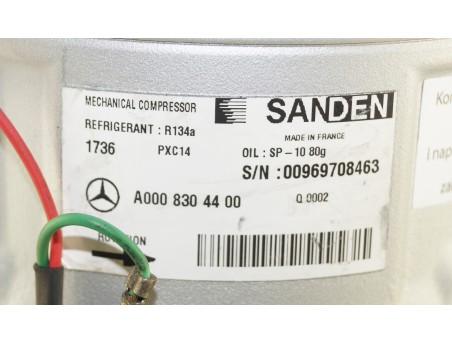 MECHANICAL COMPRESSOR SANDEN
REFRIGERANT : R134a MADE IN FRANCE
1736 PXC14 OIL : SP-10 80g
S/N : 00969708463
A000 830 44 00 Q 0002